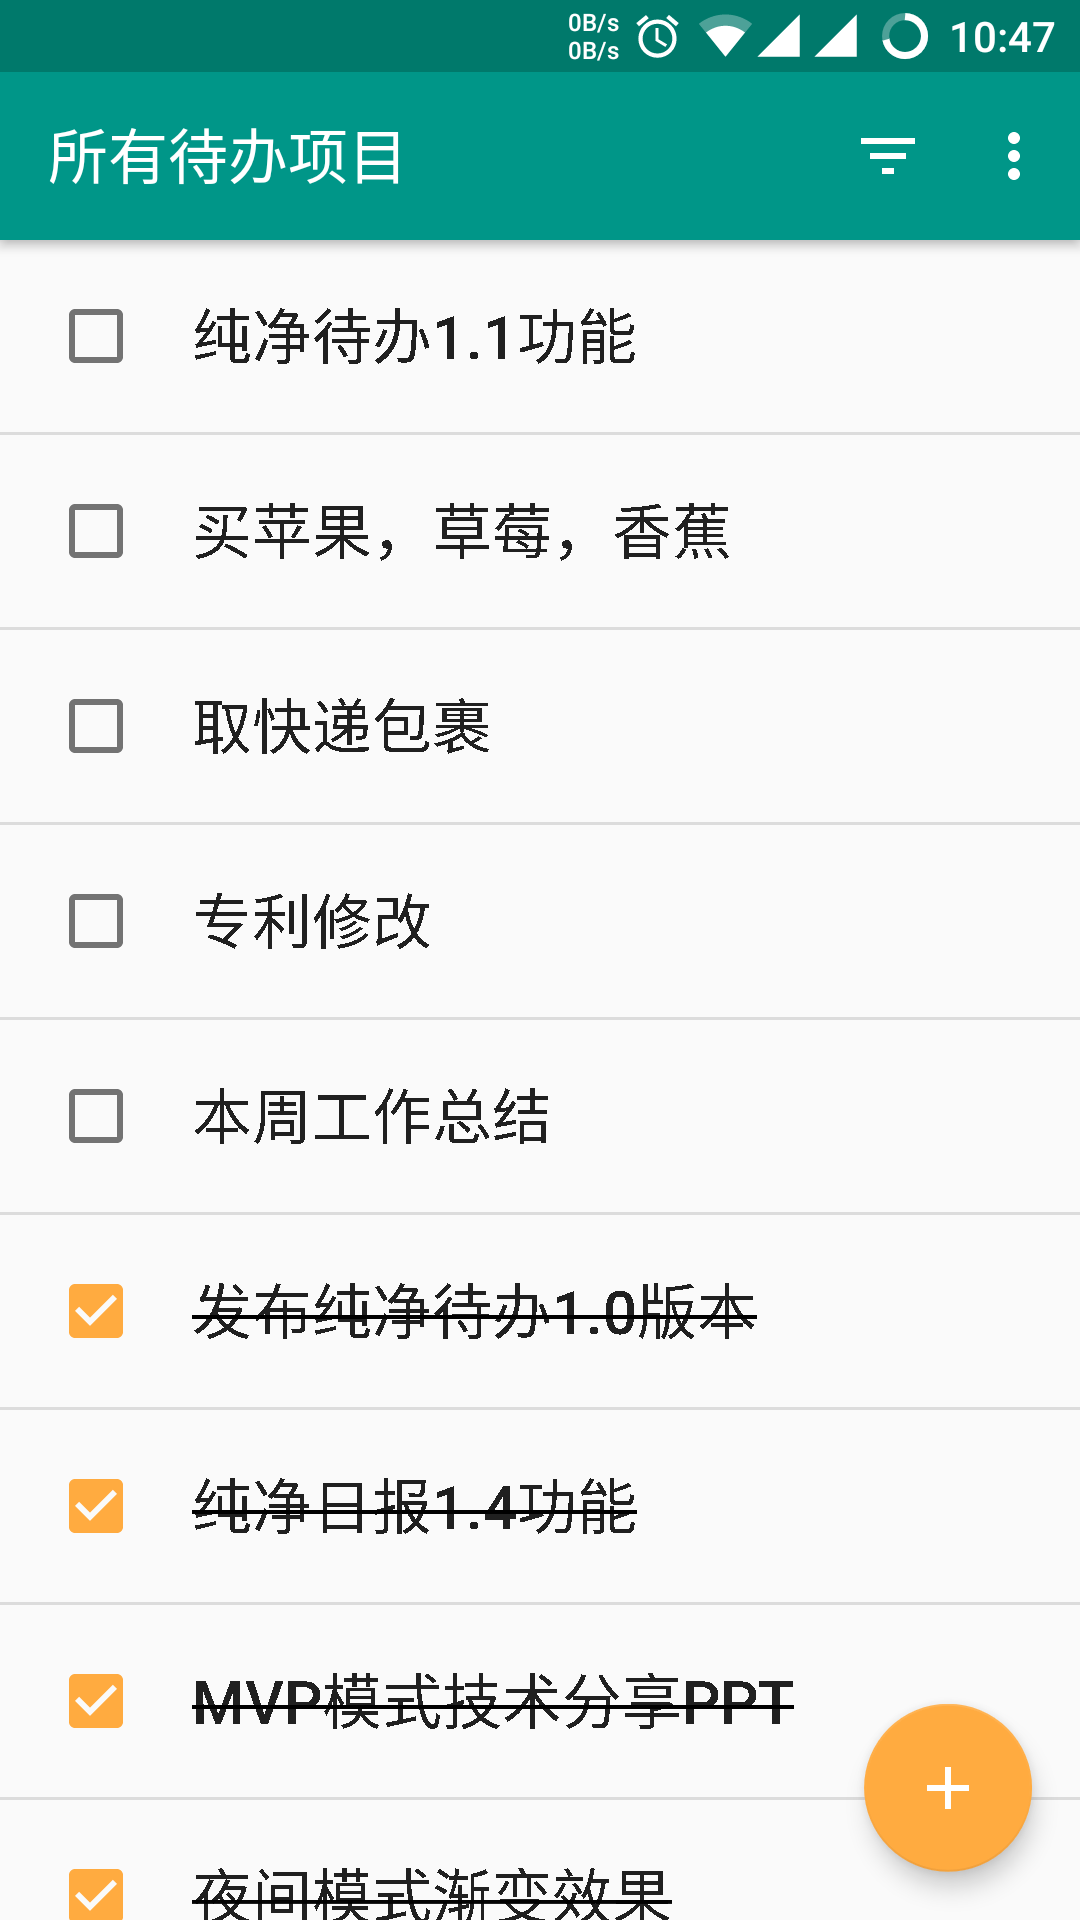 0B/s
0B/s
10:47
所有待办项目
纯净待办1.1功能
买苹果，草莓，香蕉
取快递包裹
专利修改
本周工作总结
发布纯净待办1.0版本
纯净日报1.4功能
MVP模式技术分享PPT
夜间模式渐变效果